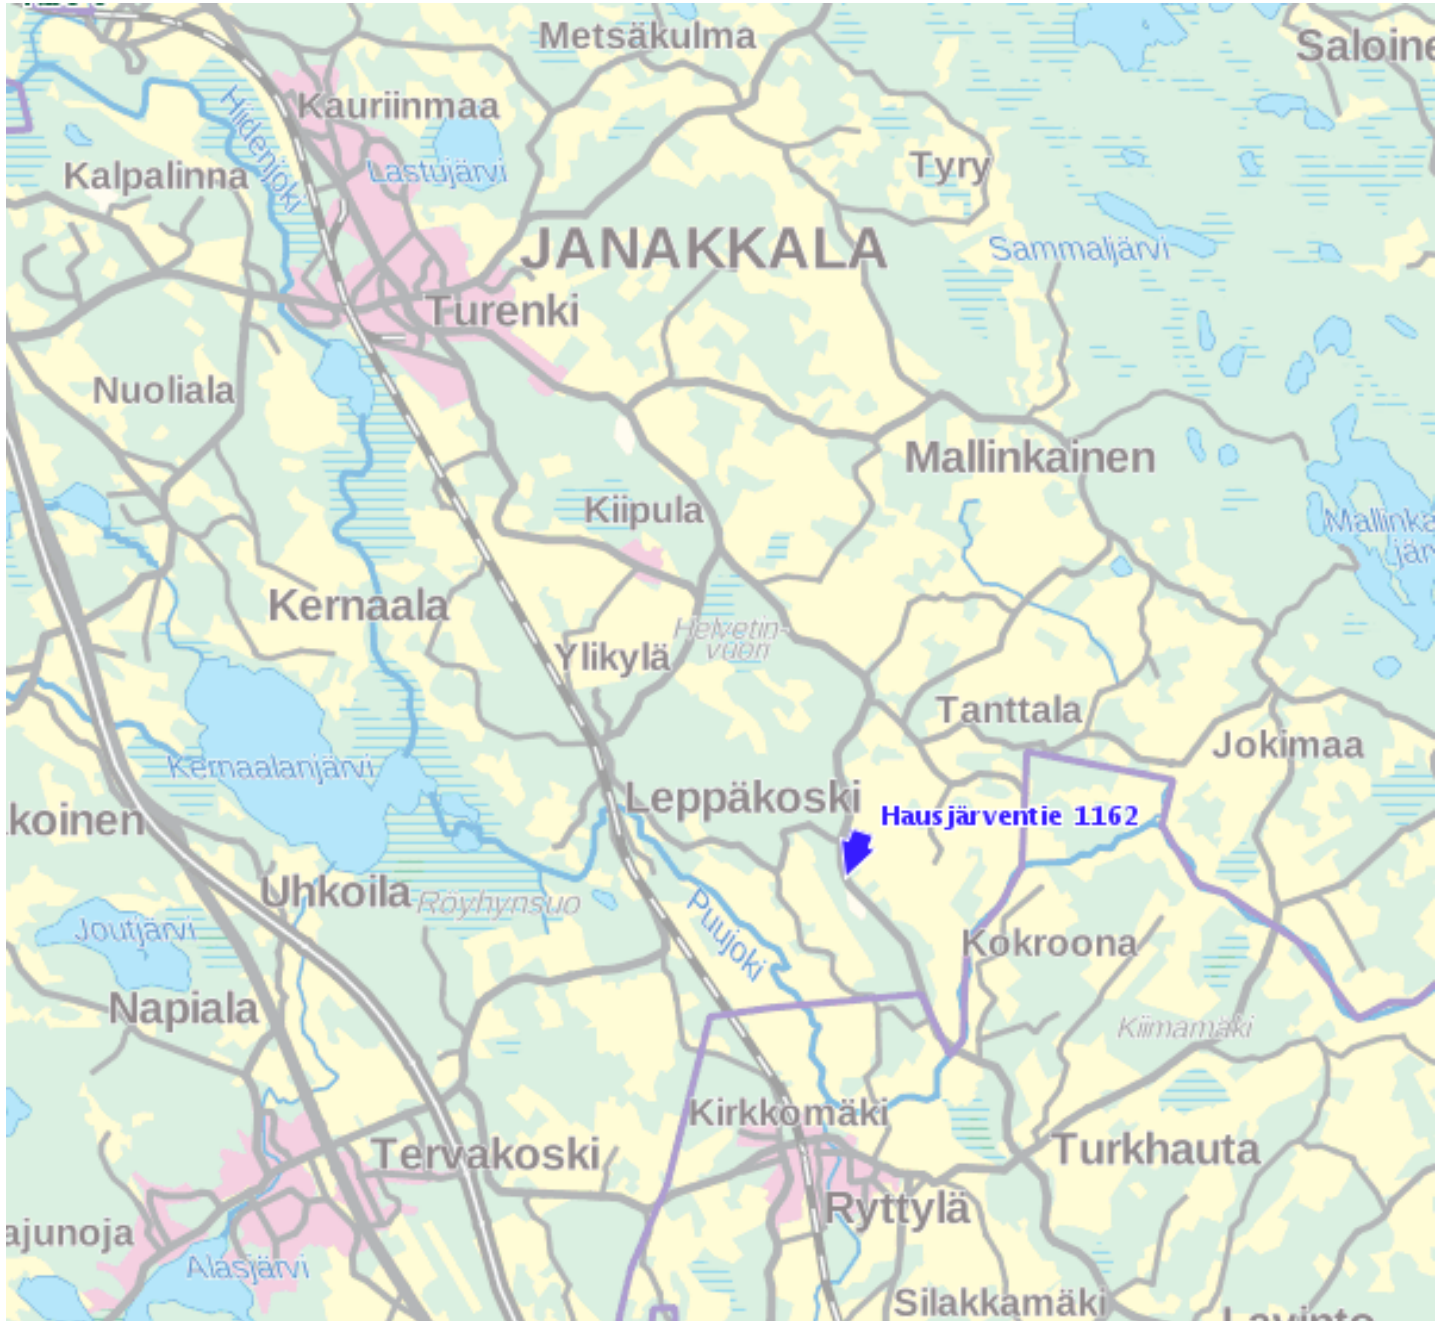 Metsäkulma
Kauriinmaa
Hiidenjoki
Lastujärvi
Kalpalinna
Tyry
JANAKKALA
Sammaljärvi
Turenki
Nuoliala
Mallinkainen
Kiipula
Kernaala
Helvetin-
vuori
Ylikylä
Tanttala
Jokimaa
Kernaalanjärvi
Leppäkoski
Hausjärventie 1162
koinen
Uhkoila
Röyhynsuo
Puujoki
Joutjärvi
Kokroona
Napiala
Kiimamäki
Kirkkomäki
Tervakoski
Turkhauta
Ryttylä
ajunoja
Alasjärvi
Silakkamäki